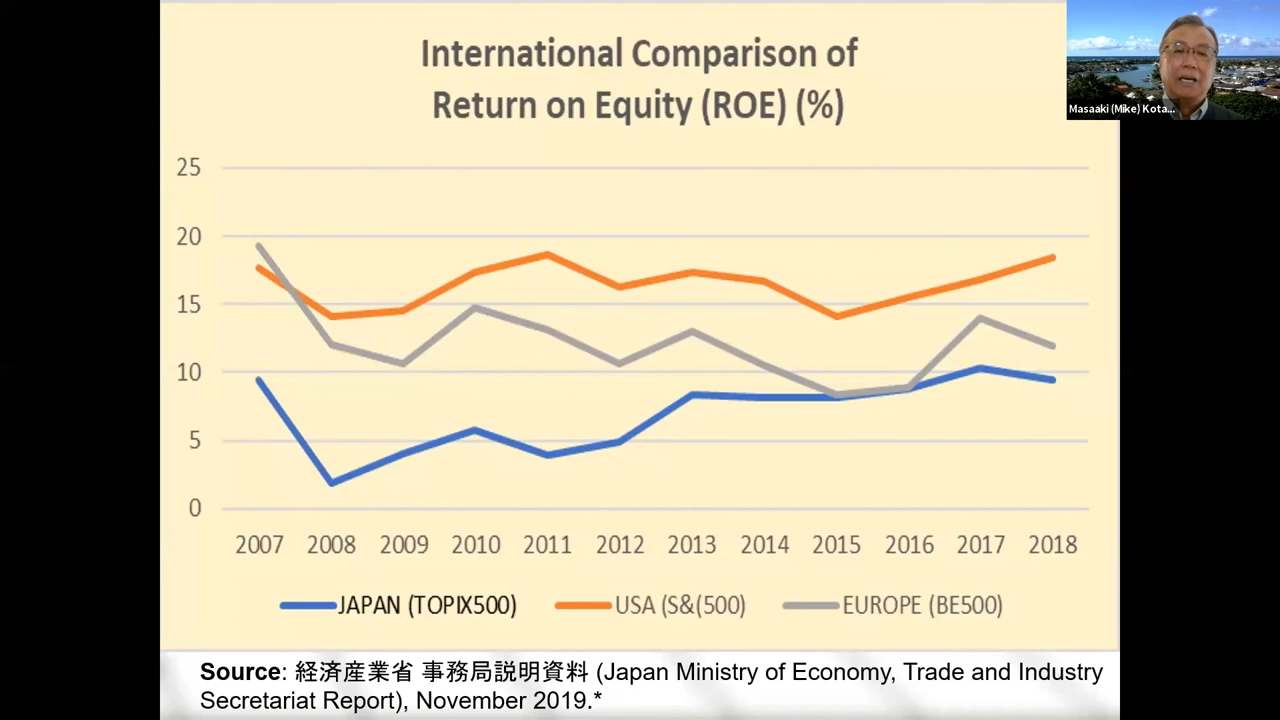 International Comparison of
Return on Equity (ROE) (%)
Masaaki (Mike) Kota...
25
20
15
10
5
0
2007 2008 2009 2010 2011 2012 2013 2014 2015 2016 2017 2018
JAPAN (TOPIX500) USA (S&(500) EUROPE (BE500)
Source: 経済産業省 事務局説明資料 (Japan Ministry of Economy, Trade and Industry
Secretariat Report), November 2019.*